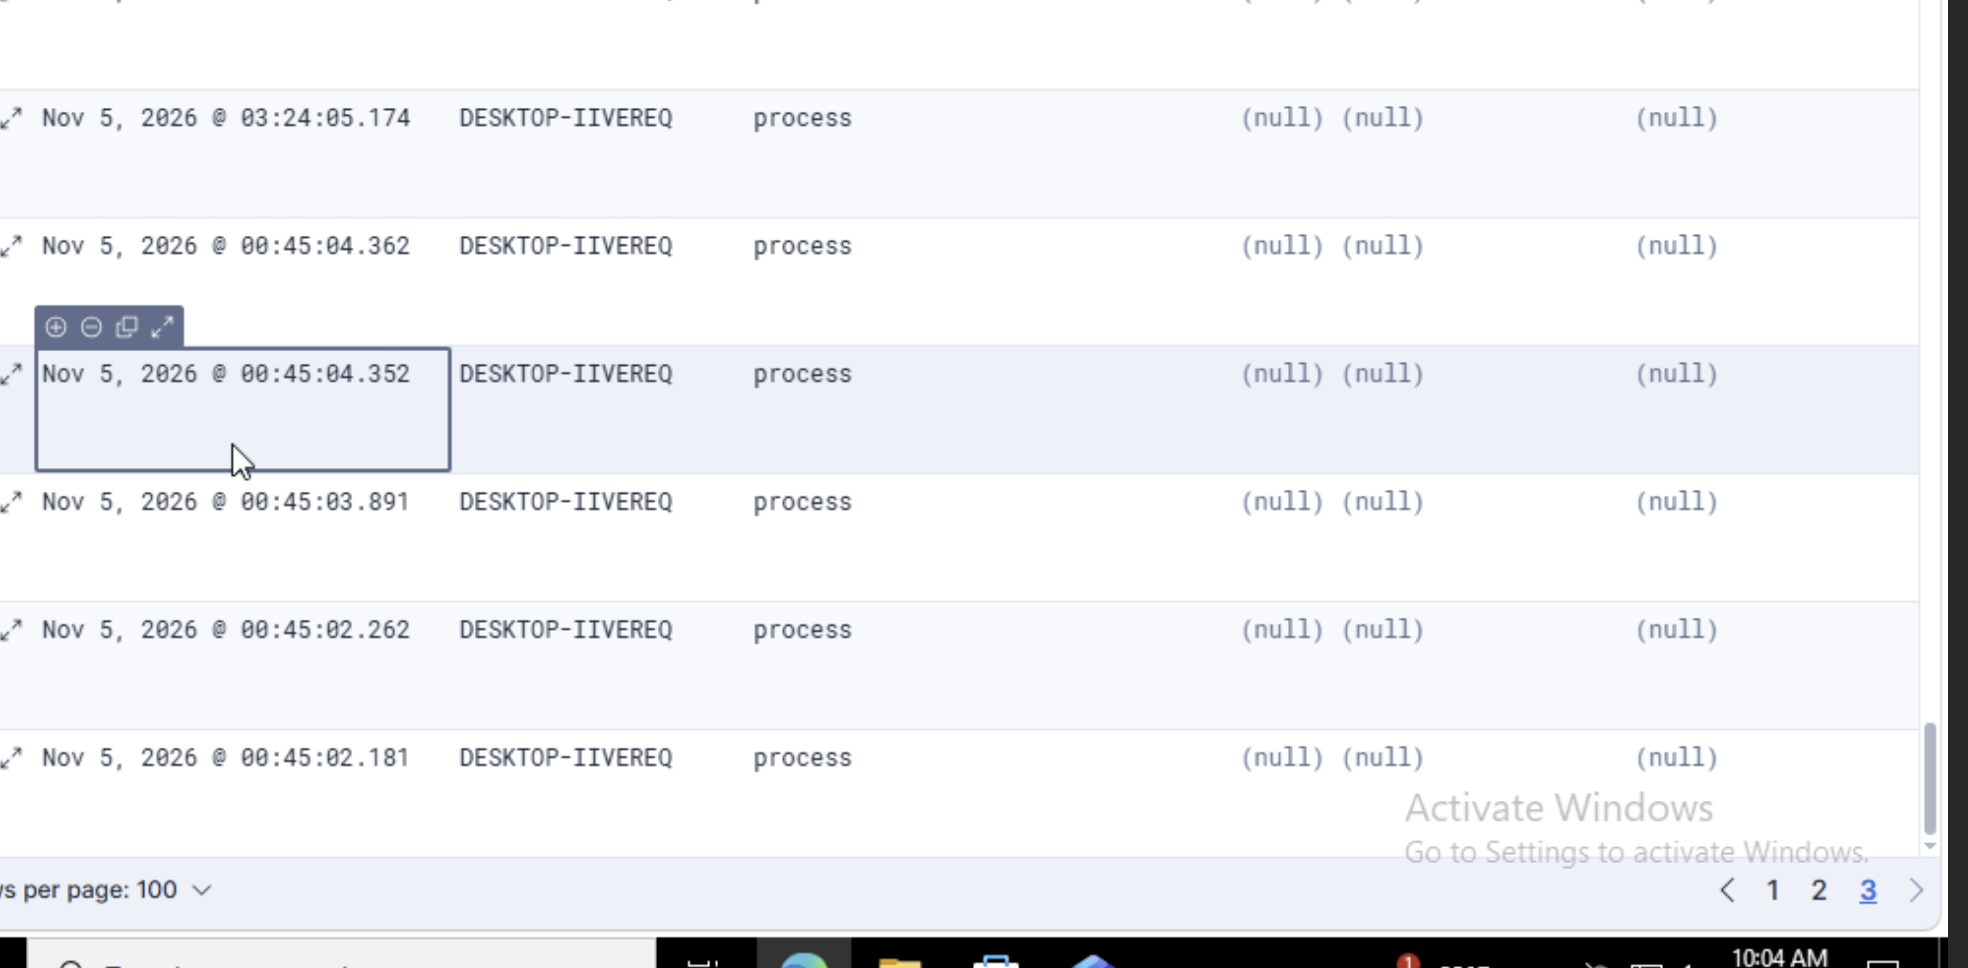 Nov 5, 2026 @ 03:24:05.174 DESKTOP-IIVEREQ process (null) (null) (null)
Nov 5, 2026 @ 00:45:04.362 DESKTOP-IIVEREQ process (null) (null) (null)
Nov 5, 2026 @ 00:45:04.352 DESKTOP-IIVEREQ process (null) (null) (null)
Nov 5, 2026 @ 00:45:03.891 DESKTOP-IIVEREQ process (null) (null) (null)
Nov 5, 2026 @ 00:45:02.262 DESKTOP-IIVEREQ process (null) (null) (null)
Nov 5, 2026 @ 00:45:02.181 DESKTOP-IIVEREQ process (null) (null) (null)
Activate Windows
Go to Settings to activate Windows.
per page: 100
1 2 3
1 10:04 AM